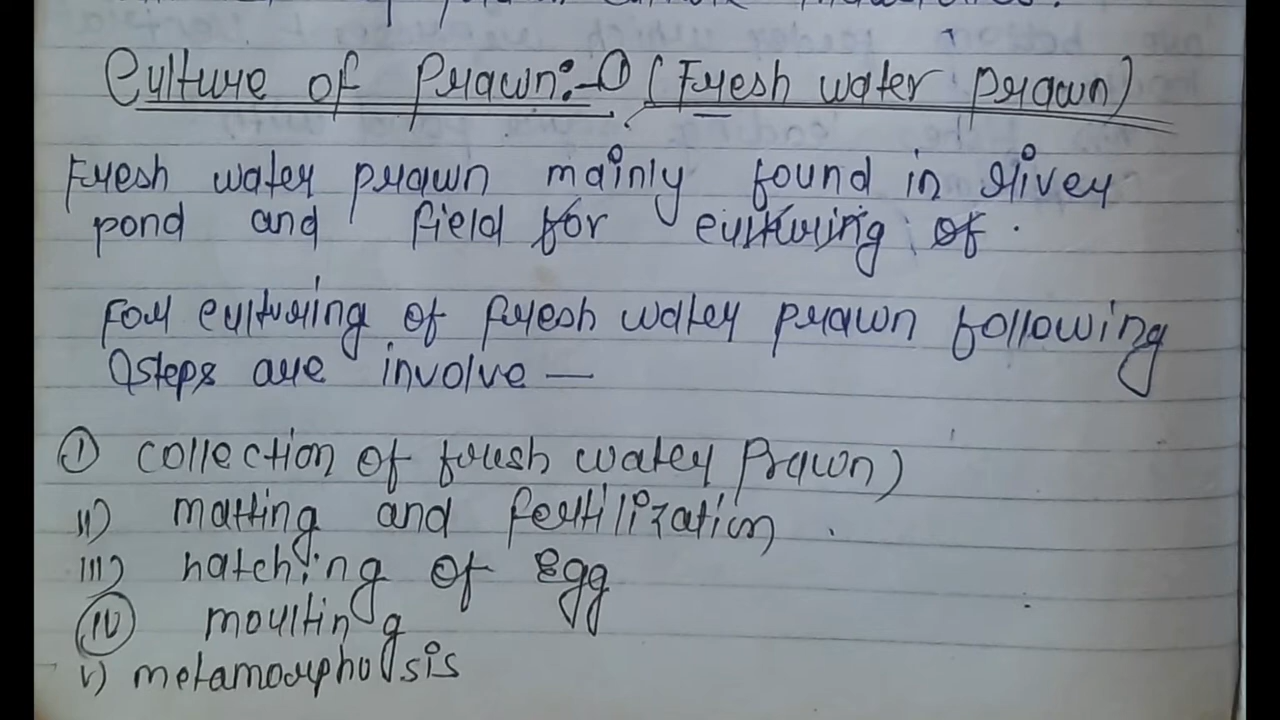 Culture of Prawn:-① (Fresh water Prawn)
Fresh water prawn mainly found in river
pond and field for culturing of.
For culturing of fresh water prawn following
steps are involve —
① collection of fresh water Prawn)
ii) matting and fertilization.
iii) hatching of Egg
(iv) moulting
v) metamorphosis